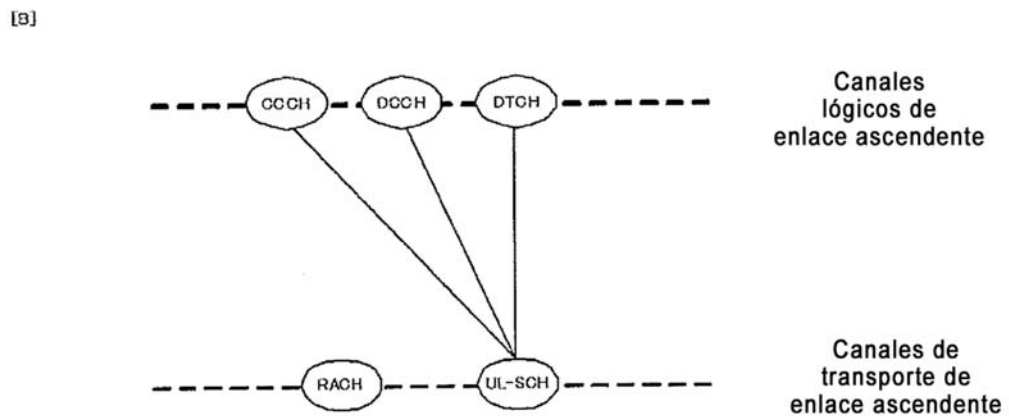 [8]
CCCH
DCCH
DTCH
Canales
lógicos de
enlace ascendente
RACH
UL-SCH
Canales de
transporte de
enlace ascendente